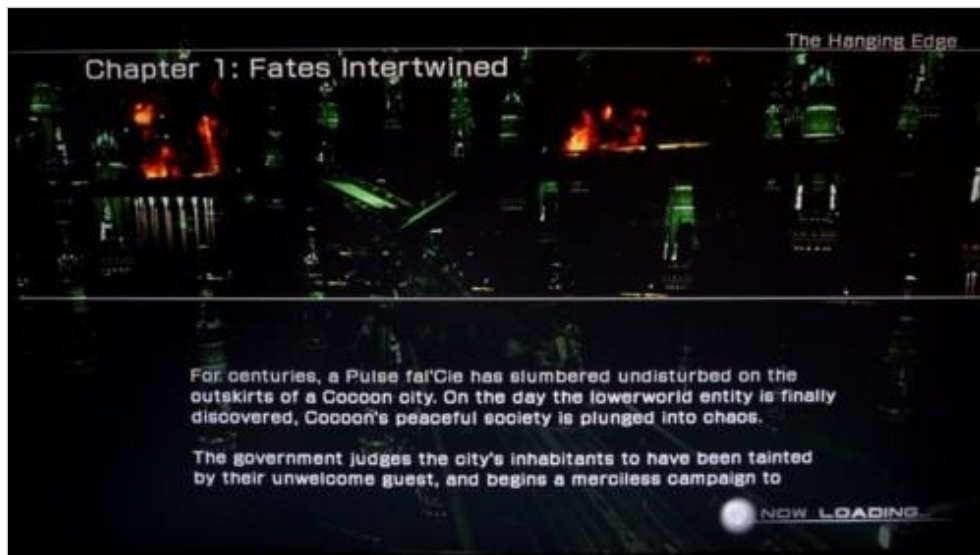 The Hanging Edge
Chapter 1: Fates Intertwined
For centuries, a Pulse fal'Cie has slumbered undisturbed on the
outskirts of a Cocoon city. On the day the lowerworld entity is finally
discovered, Cocoon's peaceful society is plunged into chaos.
The government judges the city's inhabitants to have been tainted
by their unwelcome guest, and begins a merciless campaign to
NOW LOADING...